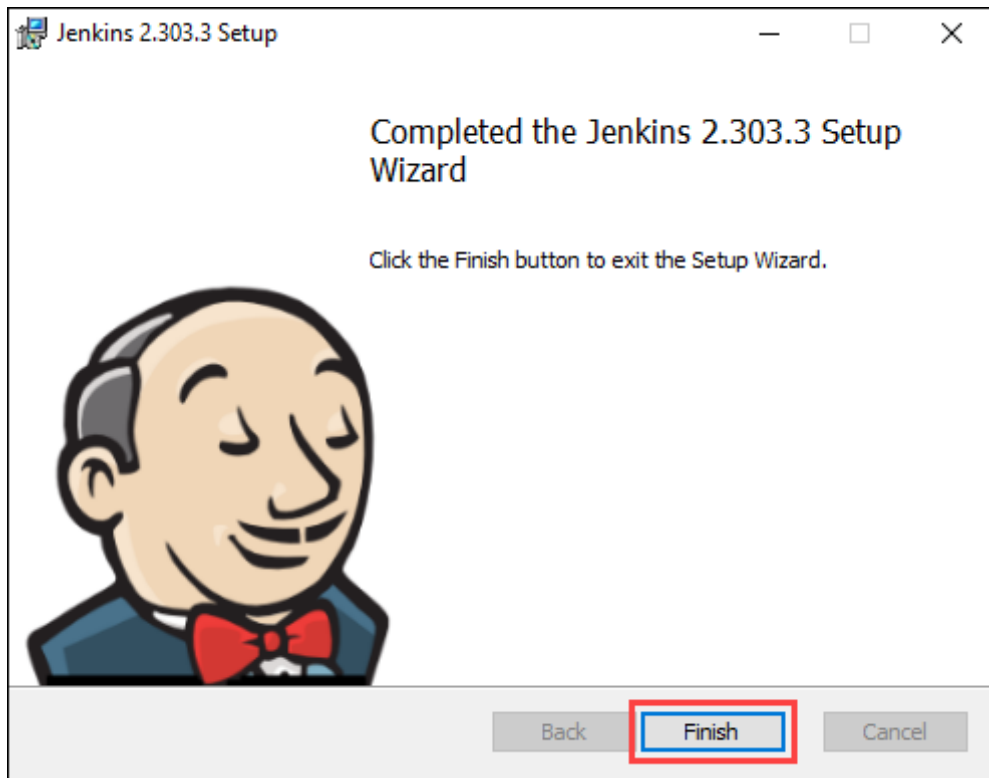 Jenkins 2.303.3 Setup
Completed the Jenkins 2.303.3 Setup
Wizard
Click the Finish button to exit the Setup Wizard.
Back
Finish
Cancel